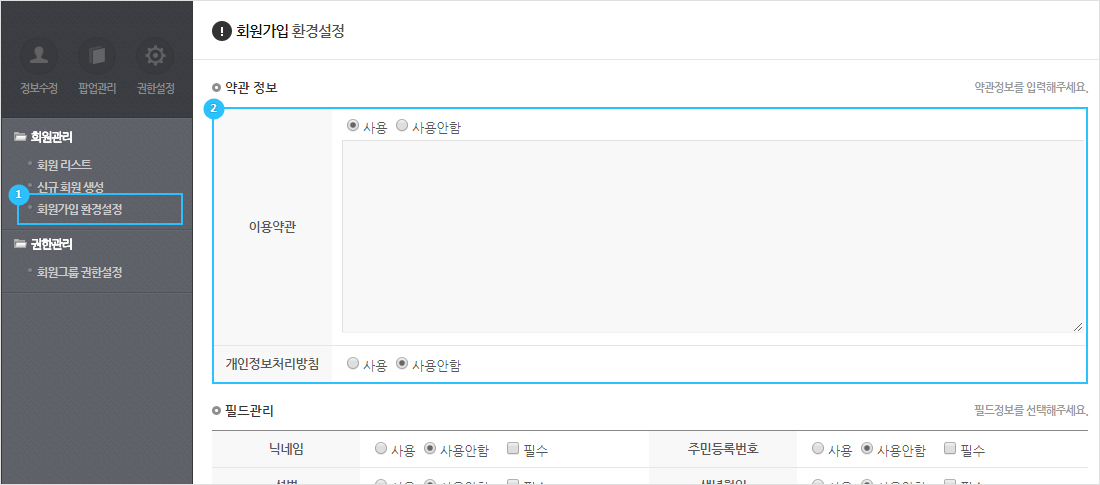 정보수정 팝업관리 권한설정
회원관리
회원 리스트
신규 회원 생성
1
회원가입 환경설정
권한관리
회원그룹 권한설정
! 회원가입 환경설정
약관 정보 약관정보를 입력해주세요.
2
사용 사용안함
이용약관
개인정보처리방침 사용 사용안함
필드관리 필드정보를 선택해주세요.
닉네임 사용 사용안함 필수 주민등록번호 사용 사용안함 필수